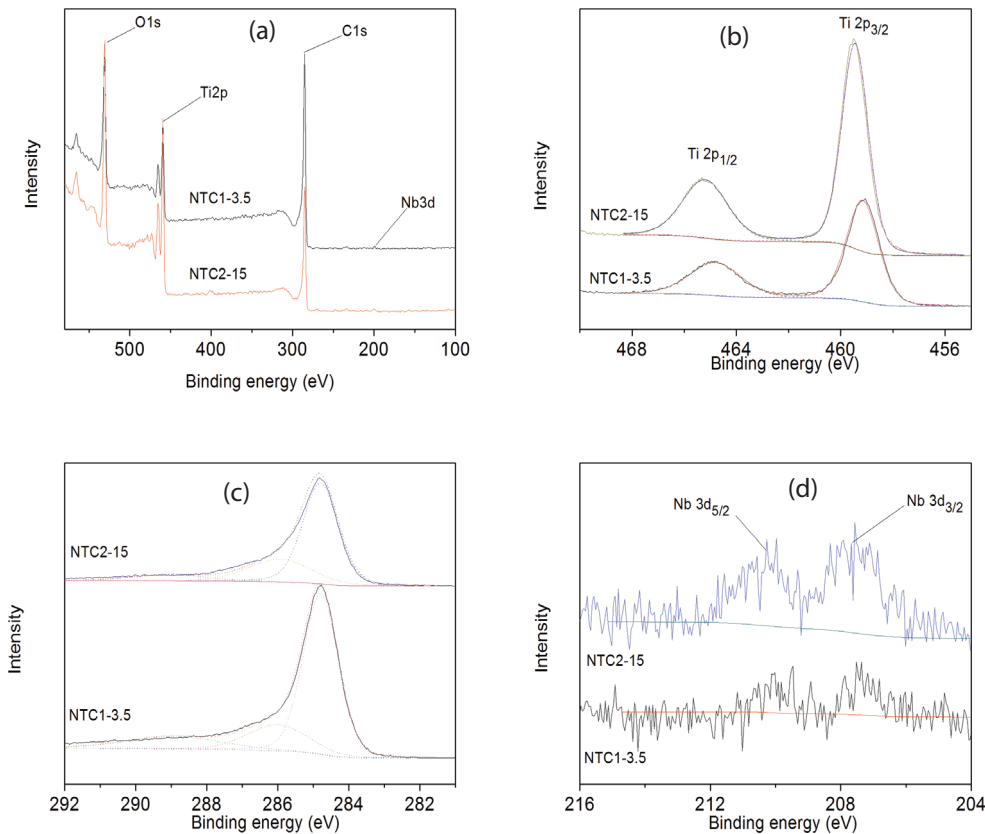 (a)
O1s
C1s
Ti2p
NTC1-3.5
Nb3d
NTC2-15
Intensity
500 400 300 200 100
Binding energy (eV)
(b)
Ti 2p3/2
Ti 2p1/2
NTC2-15
NTC1-3.5
Intensity
468 464 460 456
Binding energy (eV)
(c)
NTC2-15
NTC1-3.5
Intensity
292 290 288 286 284 282
Binding energy (eV)
(d)
Nb 3d5/2
Nb 3d3/2
NTC2-15
NTC1-3.5
Intensity
216 212 208 204
Binding energy (eV)